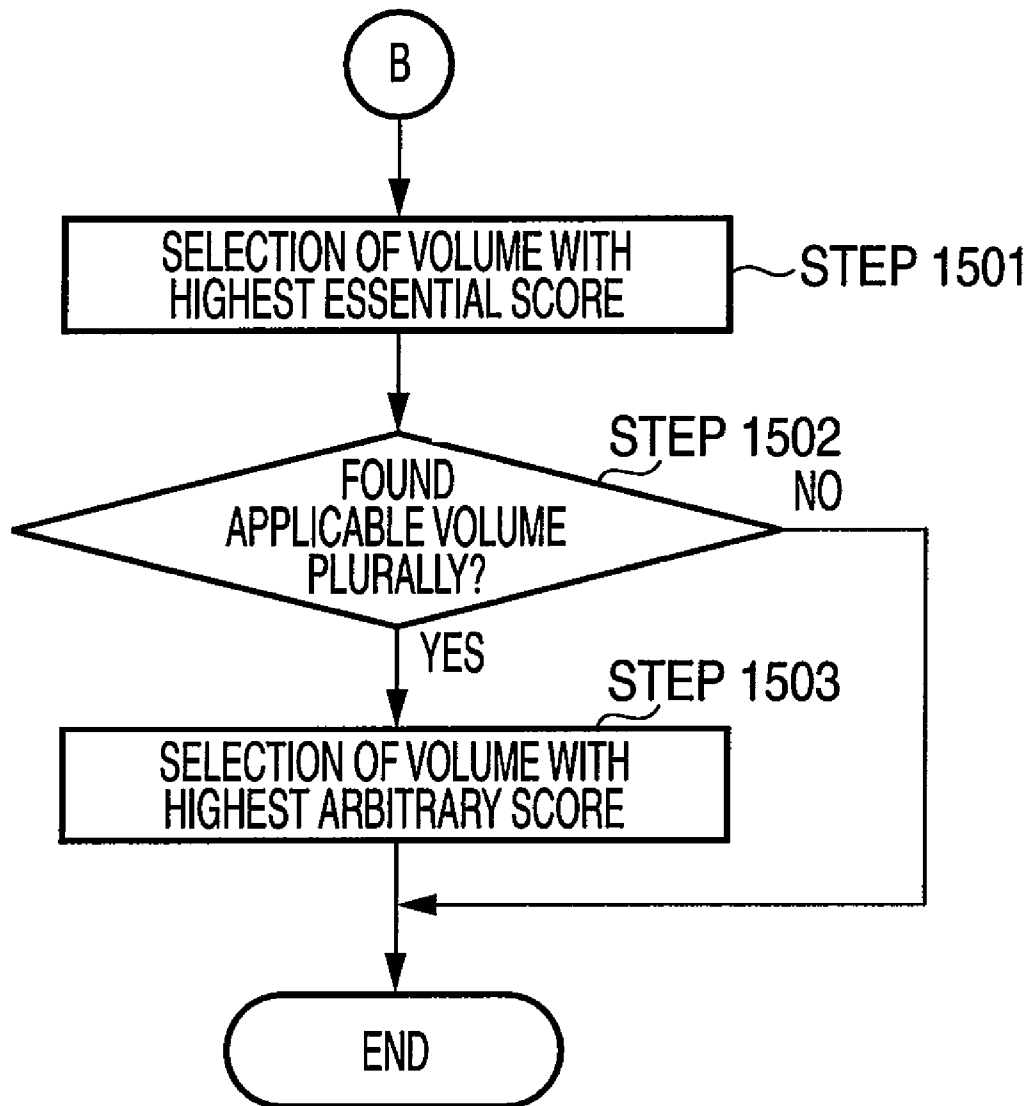 B
SELECTION OF VOLUME WITH
HIGHEST ESSENTIAL SCORE
STEP 1501
STEP 1502
FOUND
APPLICABLE VOLUME
PLURALLY?
NO
YES
STEP 1503
SELECTION OF VOLUME WITH
HIGHEST ARBITRARY SCORE
END